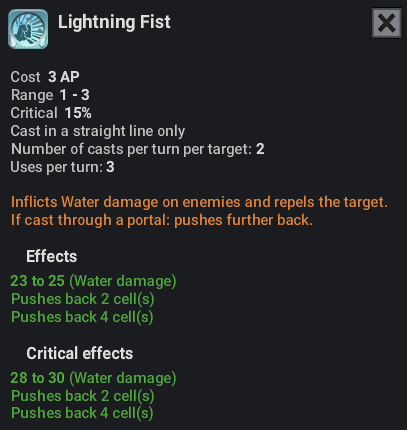 Lightning Fist
Cost 3 AP
Range 1 - 3
Critical 15%
Cast in a straight line only
Number of casts per turn per target: 2
Uses per turn: 3
Inflicts Water damage on enemies and repels the target.
If cast through a portal: pushes further back.
Effects
23 to 25 (Water damage)
Pushes back 2 cell(s)
Pushes back 4 cell(s)
Critical effects
28 to 30 (Water damage)
Pushes back 2 cell(s)
Pushes back 4 cell(s)